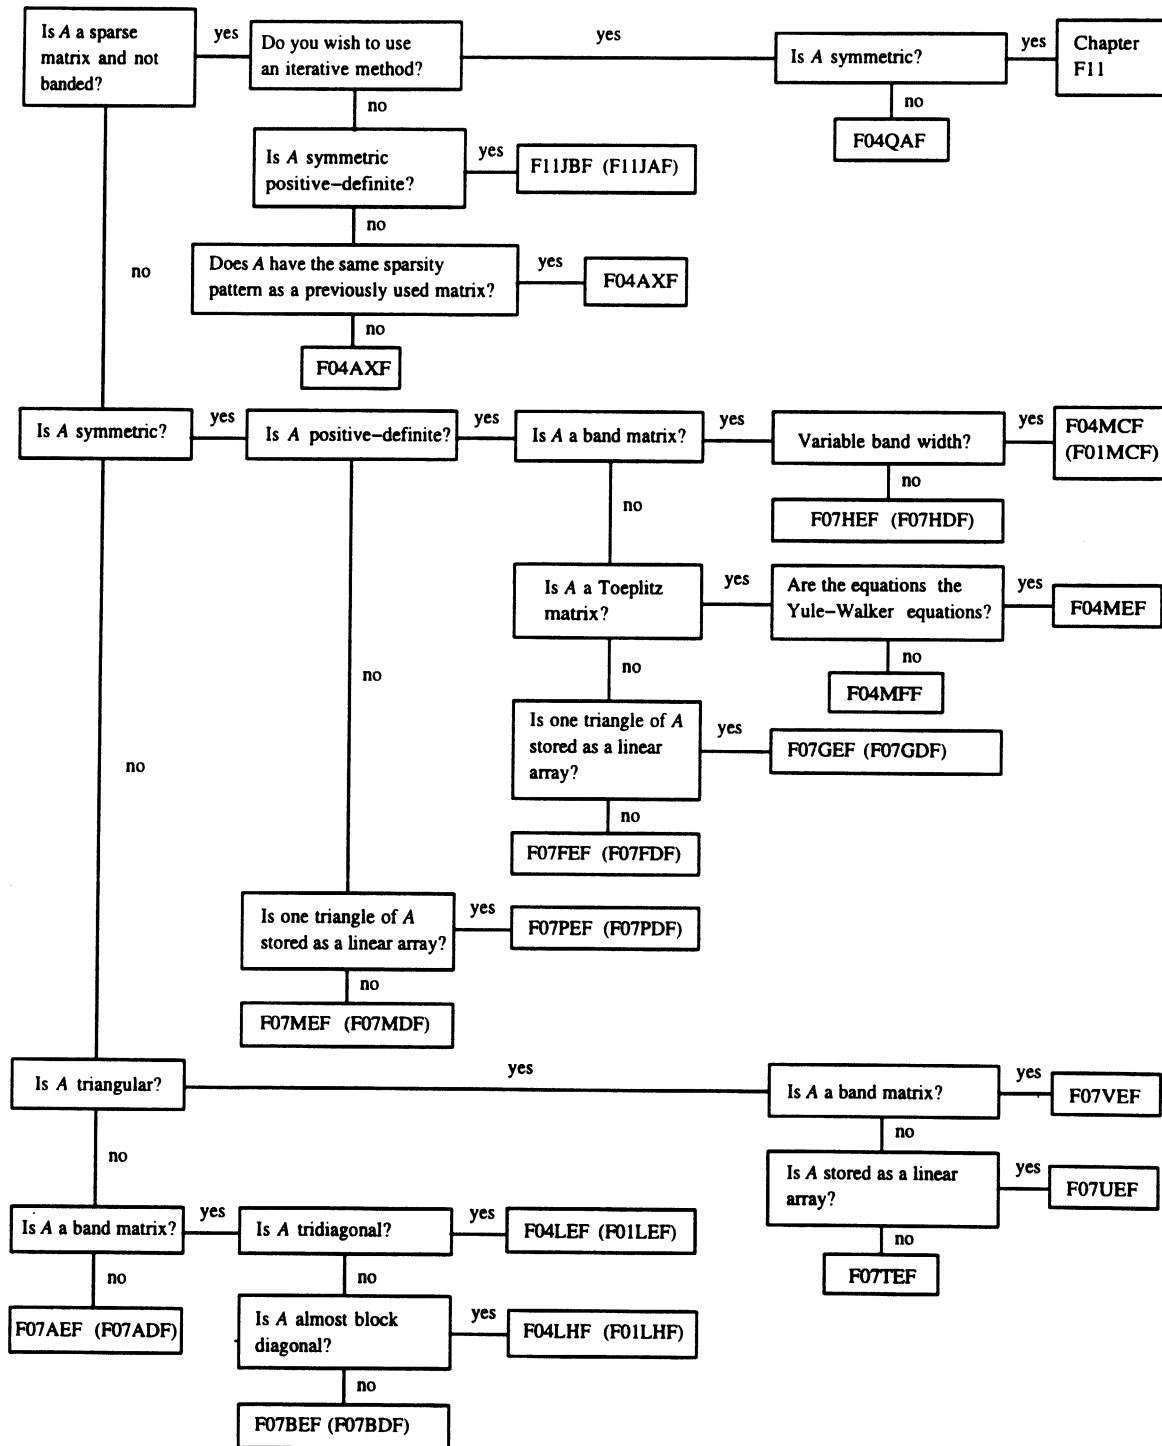 Is A a sparse
matrix and not
banded?
yes
Do you wish to use
an iterative method?
yes
Is A symmetric?
yes
Chapter
F11
no
no
F04QAF
Is A symmetric
positive-definite?
yes
F11JBF (F11JAF)
no
no
Does A have the same sparsity
pattern as a previously used matrix?
yes
F04AXF
no
F04AXF
Is A symmetric?
yes
Is A positive-definite?
yes
Is A a band matrix?
yes
Variable band width?
yes
F04MCF
(F01MCF)
no
no
F07HEF (F07HDF)
Is A a Toeplitz
matrix?
yes
Are the equations the
Yule-Walker equations?
yes
F04MEF
no
no
no
F04MFF
Is one triangle of A
stored as a linear
array?
yes
F07GEF (F07GDF)
no
no
F07FEF (F07FDF)
Is one triangle of A
stored as a linear array?
yes
F07PEF (F07PDF)
no
F07MEF (F07MDF)
Is A triangular?
yes
Is A a band matrix?
yes
F07VEF
no
no
Is A stored as a linear
array?
yes
F07UEF
no
F07TEF
Is A a band matrix?
yes
Is A tridiagonal?
yes
F04LEF (F01LEF)
no
no
F07AEF (F07ADF)
Is A almost block
diagonal?
yes
F04LHF (F01LHF)
no
F07BEF (F07BDF)